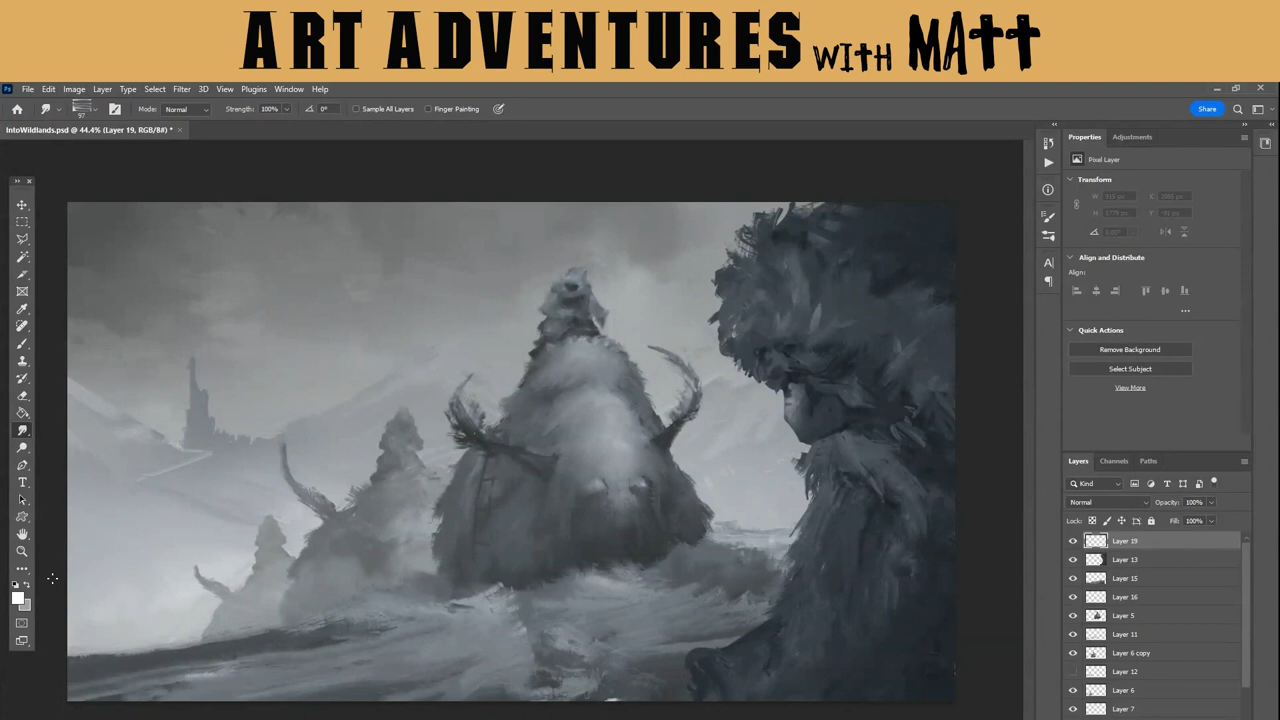 ART ADVENTURES WITH MATT
Ps File Edit Image Layer Type Select Filter 3D View Plugins Window Help
97 Mode: Normal Strength: 100% 0° Sample All Layers Finger Painting Share
IntoWildlands.psd @ 44.4% (Layer 19, RGB/8#) * ×
Properties Adjustments
Pixel Layer
Transform
W X
H Y
Align and Distribute
Align:
Quick Actions
Remove Background
Select Subject
View More
Layers Channels Paths
Kind
Normal Opacity: 100%
Lock: Fill: 100%
Layer 19
Layer 13
Layer 15
Layer 16
Layer 5
Layer 11
Layer 6 copy
Layer 12
Layer 6
Layer 7